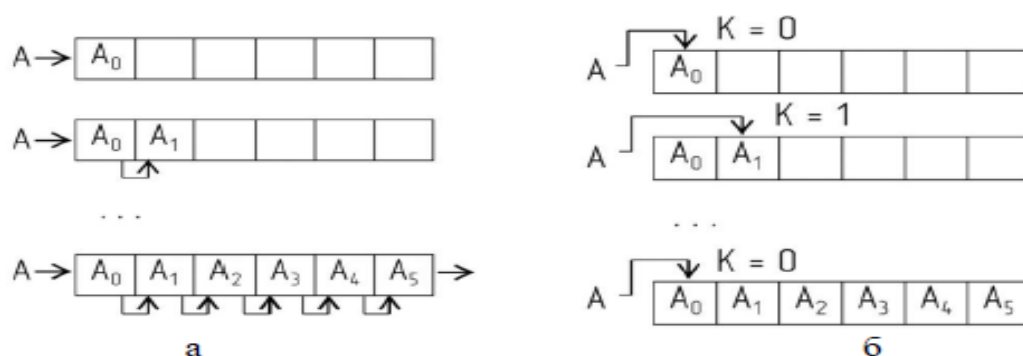 A A₀
A A₀ A₁
. . .
A A₀ A₁ A₂ A₃ A₄ A₅
а
K = 0
A A₀
K = 1
A A₀ A₁
...
K = 0
A A₀ A₁ A₂ A₃ A₄ A₅
б